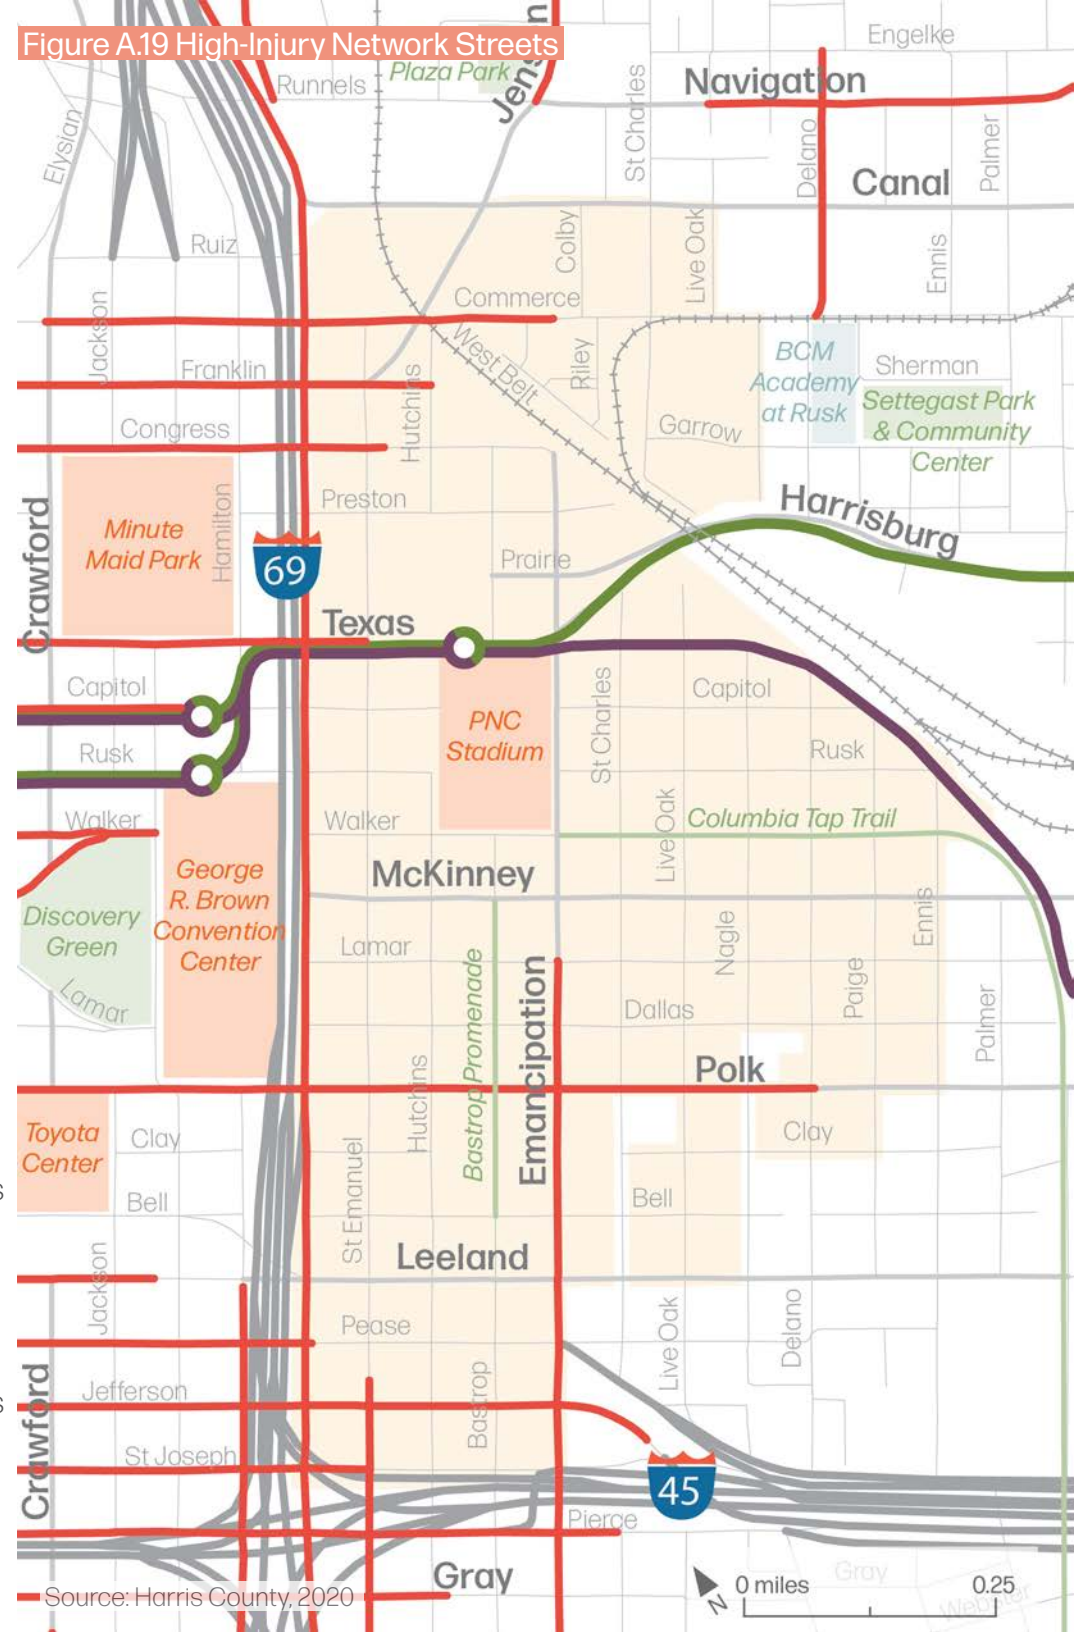 Figure A.19 High-Injury Network Streets
Engelke
Plaza Park
Runnels
Navigation
St Charles
Elysian
Delano
Palmer
Canal
Ruiz
Colby
Live Oak
Ennis
Commerce
Jackson
West Belt
Riley
BCM
Academy
at Rusk
Sherman
Franklin
Settegast Park
& Community
Center
Hutchins
Congress
Garrow
Crawford
Minute
Maid Park
Hamilton
Preston
Harrisburg
69
Prairie
Texas
Capitol
PNC
Stadium
St Charles
Capitol
Rusk
Rusk
Walker
Walker
Live Oak
Columbia Tap Trail
George
R. Brown
Convention
Center
McKinney
Discovery
Green
Lamar
Lamar
Nagle
Ennis
Bastrop Promenade
Emancipation
Dallas
Paige
Palmer
Hutchins
Polk
Toyota
Center
Clay
Clay
St Emanuel
Bell
Bell
Leeland
Jackson
Pease
Live Oak
Delano
Crawford
Jefferson
Bastrop
St Joseph
45
Pierce
Gray
Gray
Source: Harris County, 2020
N
0 miles
0.25
Webster